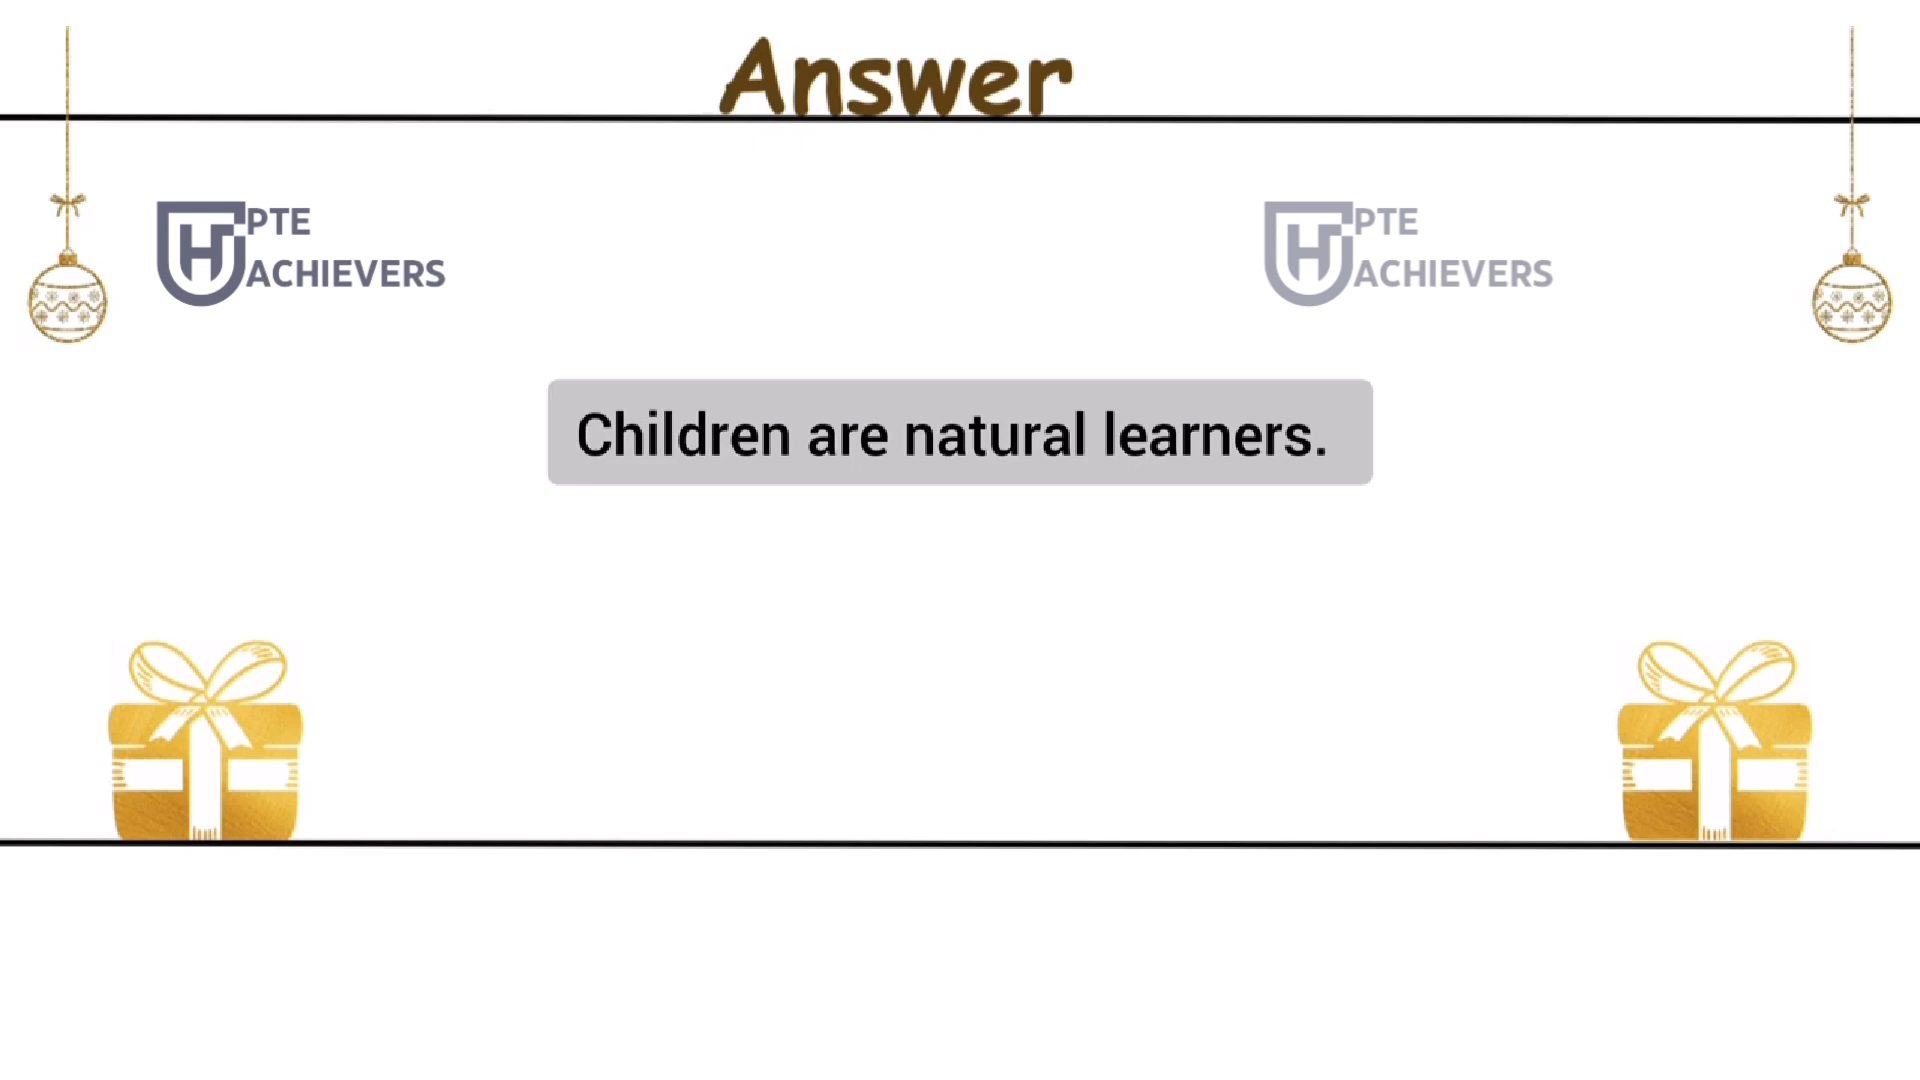 Answer
PTE
ACHIEVERS
PTE
ACHIEVERS
Children are natural learners.